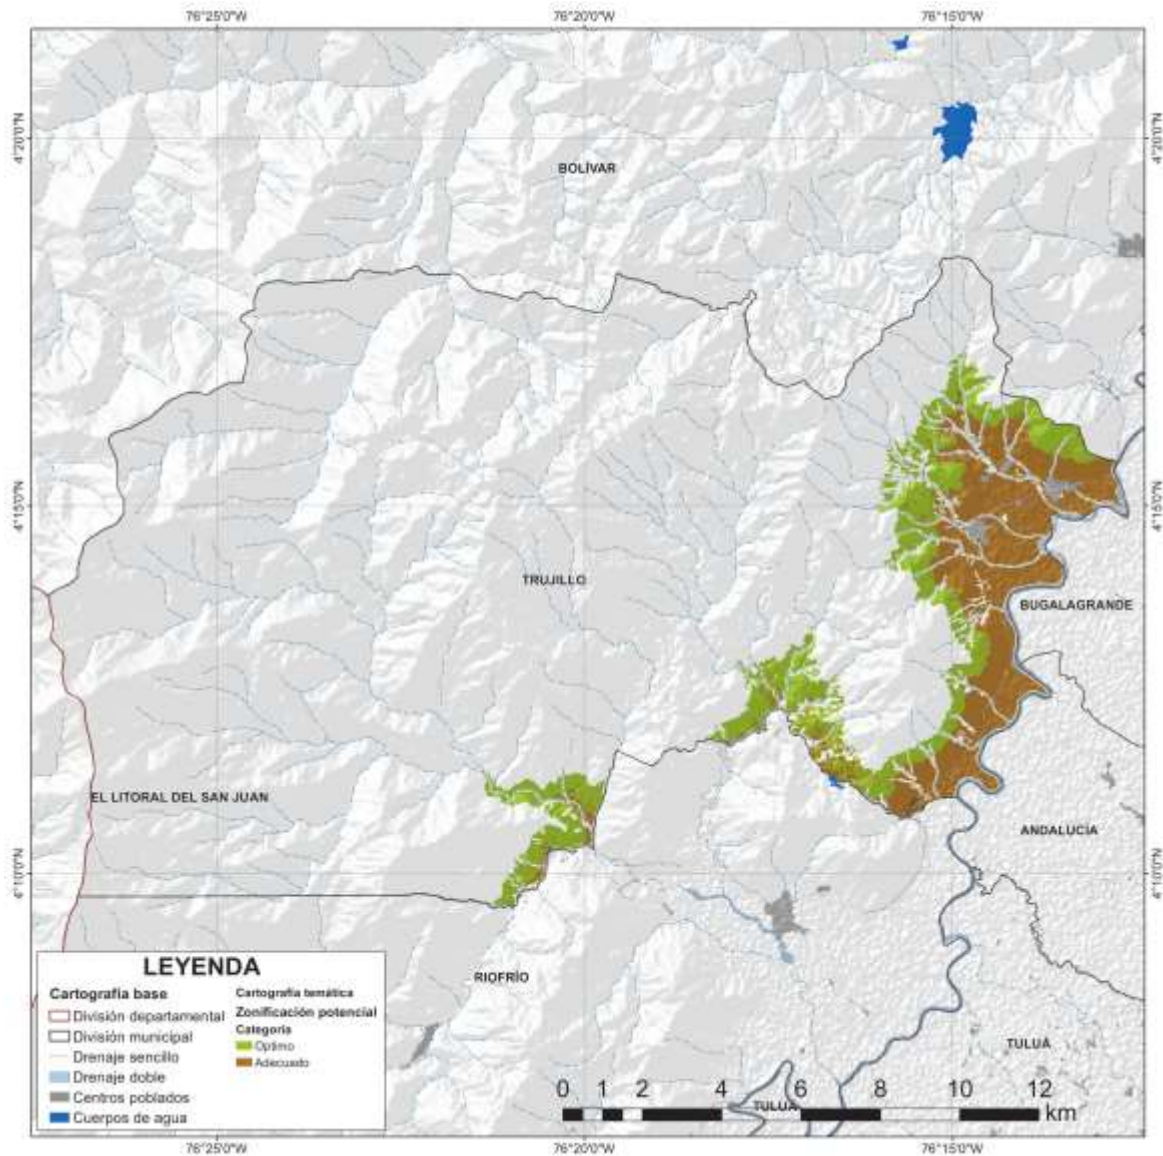 76°25'0"W 76°20'0"W 76°15'0"W
4°20'0"N 4°20'0"N
BOLÍVAR
4°15'0"N 4°15'0"N
TRUJILLO
BUGALAGRANDE
EL LITORAL DEL SAN JUAN
ANDALUCÍA
4°10'0"N 4°10'0"N
RIOFRÍO
TULUÁ
TULUÁ
LEYENDA
Cartografía base
División departamental
División municipal
Drenaje sencillo
Drenaje doble
Centros poblados
Cuerpos de agua
Cartografía temática
Zonificación potencial
Categoría
Optimo
Adecuado
0 1 2 4 6 8 10 12
km
76°25'0"W 76°20'0"W 76°15'0"W